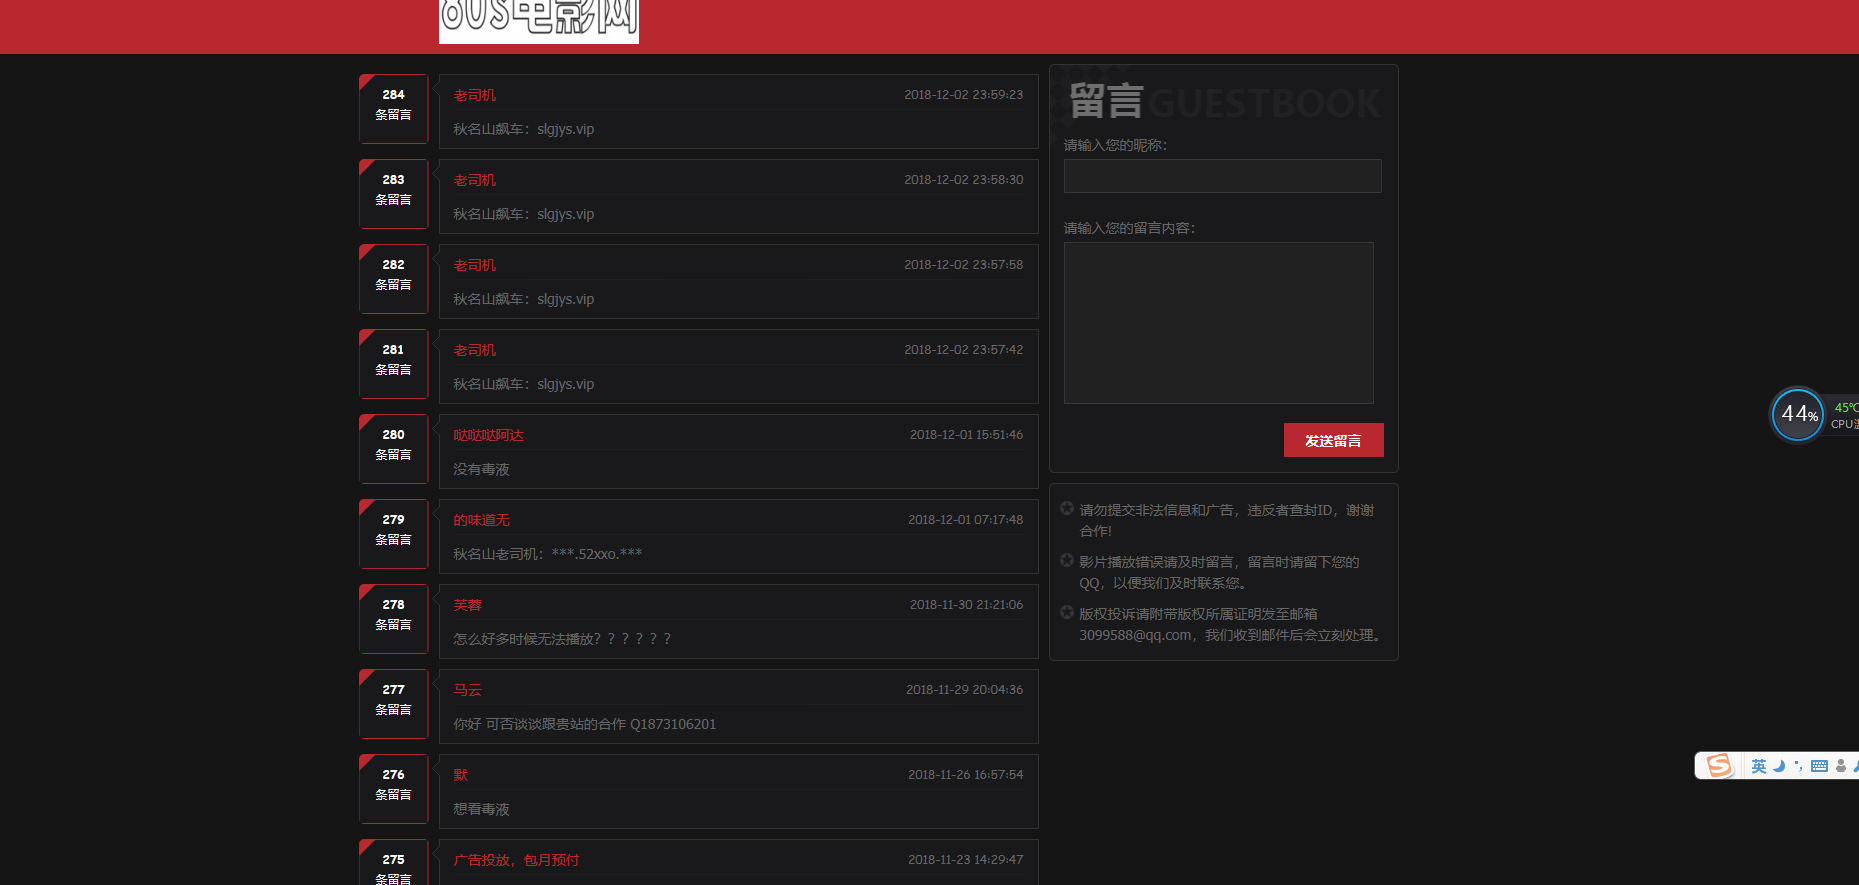 80s电影网
284
条留言
老司机
2018-12-02 23:59:23
秋名山飙车：slgjys.vip
283
条留言
老司机
2018-12-02 23:58:30
秋名山飙车：slgjys.vip
282
条留言
老司机
2018-12-02 23:57:58
秋名山飙车：slgjys.vip
281
条留言
老司机
2018-12-02 23:57:42
秋名山飙车：slgjys.vip
280
条留言
哒哒哒阿达
2018-12-01 15:51:46
没有毒液
279
条留言
的味道无
2018-12-01 07:17:48
秋名山老司机：***.52xxo.***
278
条留言
芙蓉
2018-11-30 21:21:06
怎么好多时候无法播放？？？？？？
277
条留言
马云
2018-11-29 20:04:36
你好 可否谈谈跟贵站的合作 Q1873106201
276
条留言
默
2018-11-26 16:57:54
想看毒液
275
条留言
广告投放，包月预付
2018-11-23 14:29:47
留言GUESTBOOK
请输入您的昵称：
请输入您的留言内容：
发送留言
请勿提交非法信息和广告，违反者查封ID，谢谢
合作!
影片播放错误请及时留言，留言时请留下您的
QQ，以便我们及时联系您。
版权投诉请附带版权所属证明发至邮箱
3099588@qq.com，我们收到邮件后会立刻处理。
44%
45℃
CPU温
英